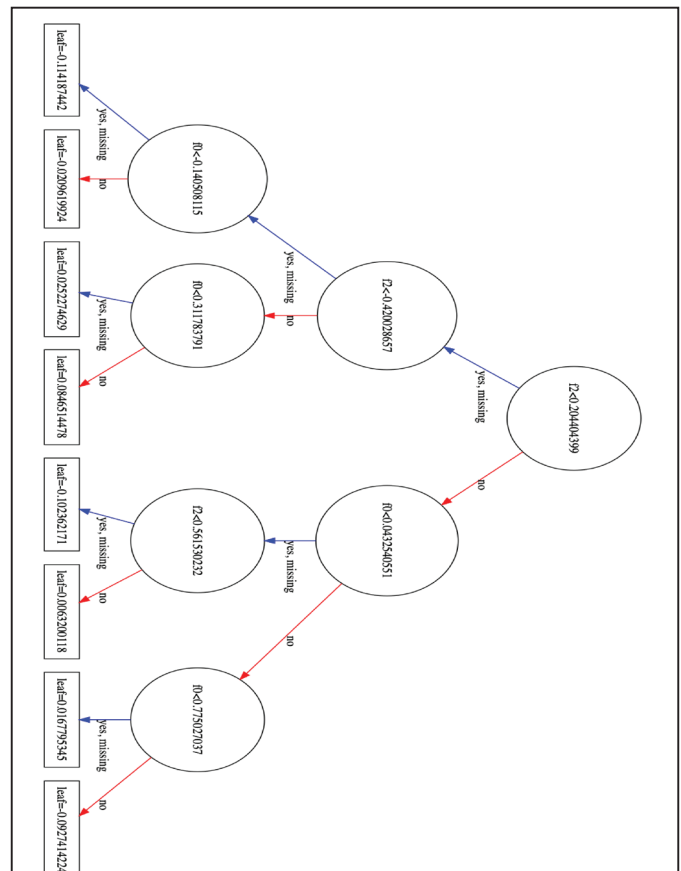 f2<0.204404399
yes, missing
no
f2<-0.420028657
f0<0.0432540551
yes, missing
no
yes, missing
no
f0<-0.140508115
f0<0.311783791
f2<0.561530232
f0<0.775027037
yes, missing
no
yes, missing
no
yes, missing
no
yes, missing
no
leaf=-0.114187442
leaf=-0.0209619924
leaf=0.0252274629
leaf=0.0846514478
leaf=-0.102362171
leaf=0.0063200118
leaf=0.0167795345
leaf=-0.0927414224